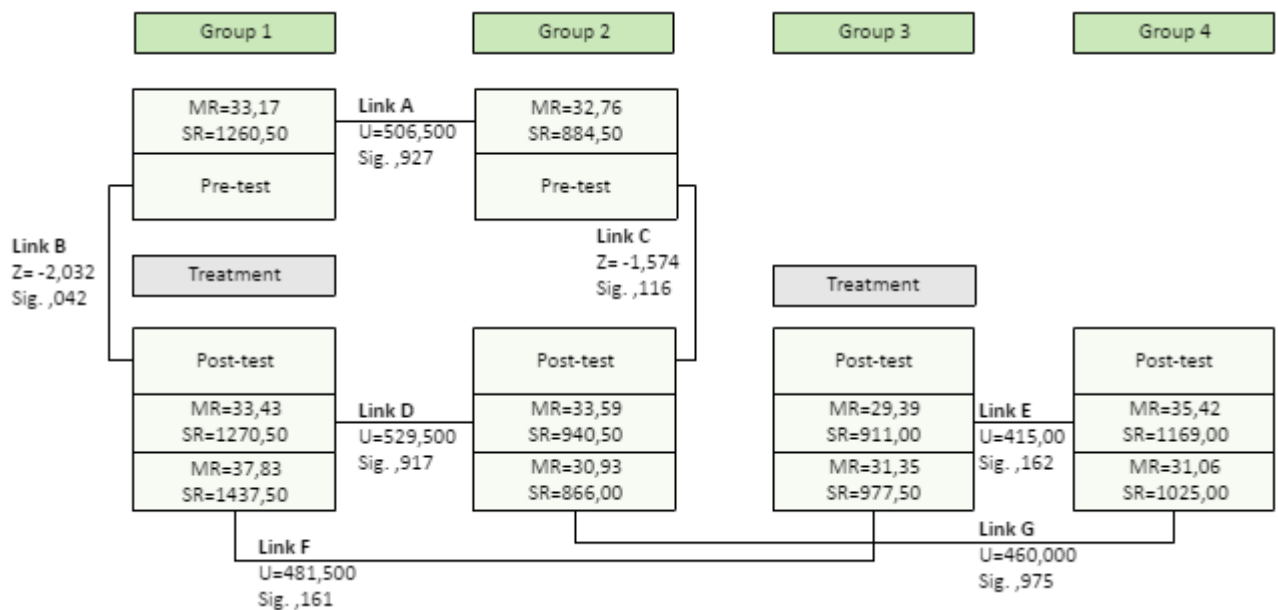 Group 1
Group 2
Group 3
Group 4
MR=33,17
SR=1260,50
Link A
U=506,500
Sig. ,927
MR=32,76
SR=884,50
Pre-test
Pre-test
Link B
Z= -2,032
Sig. ,042
Link C
Z= -1,574
Sig. ,116
Treatment
Treatment
Post-test
Post-test
Post-test
Post-test
MR=33,43
SR=1270,50
Link D
U=529,500
Sig. ,917
MR=33,59
SR=940,50
MR=29,39
SR=911,00
Link E
U=415,00
Sig. ,162
MR=35,42
SR=1169,00
MR=37,83
SR=1437,50
MR=30,93
SR=866,00
MR=31,35
SR=977,50
MR=31,06
SR=1025,00
Link F
U=481,500
Sig. ,161
Link G
U=460,000
Sig. ,975